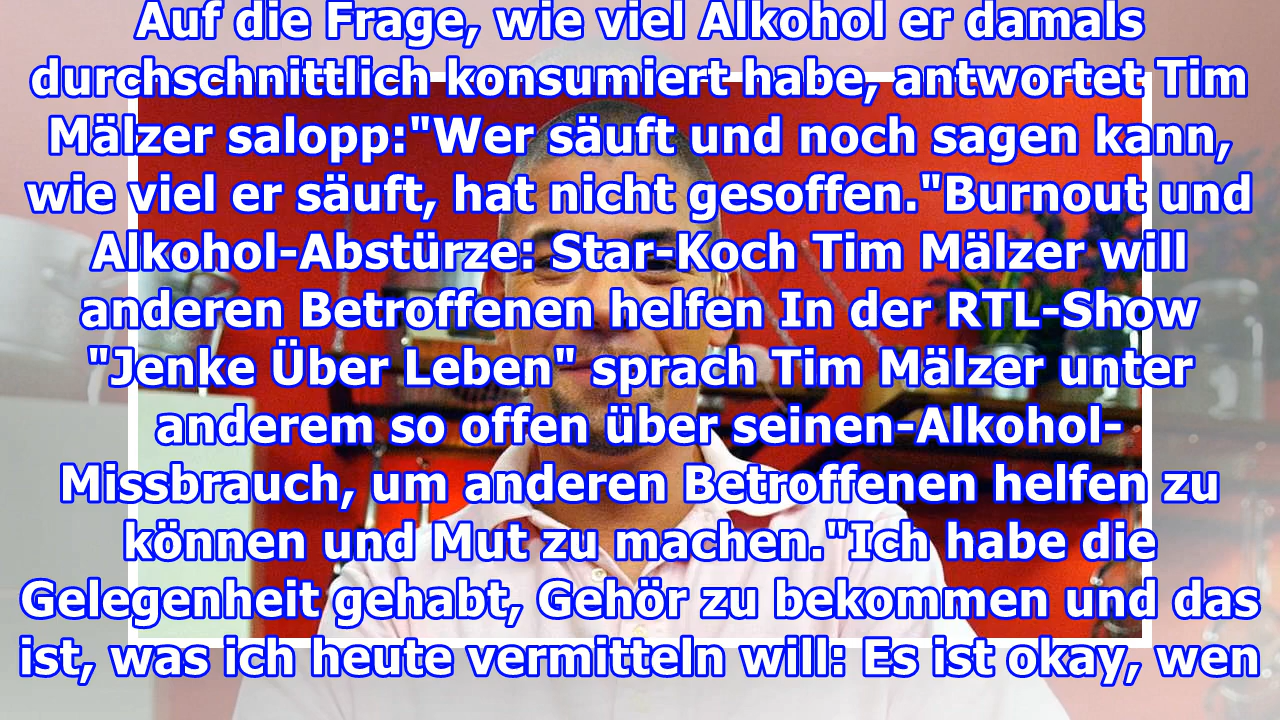 Auf die Frage, wie viel Alkohol er damals
durchschnittlich konsumiert habe, antwortet Tim
Mälzer salopp:"Wer säuft und noch sagen kann,
wie viel er säuft, hat nicht gesoffen."Burnout und
Alkohol-Abstürze: Star-Koch Tim Mälzer will
anderen Betroffenen helfen In der RTL-Show
"Jenke Über Leben" sprach Tim Mälzer unter
anderem so offen über seinen-Alkohol-
Missbrauch, um anderen Betroffenen helfen zu
können und Mut zu machen."Ich habe die
Gelegenheit gehabt, Gehör zu bekommen und das
ist, was ich heute vermitteln will: Es ist okay, wen